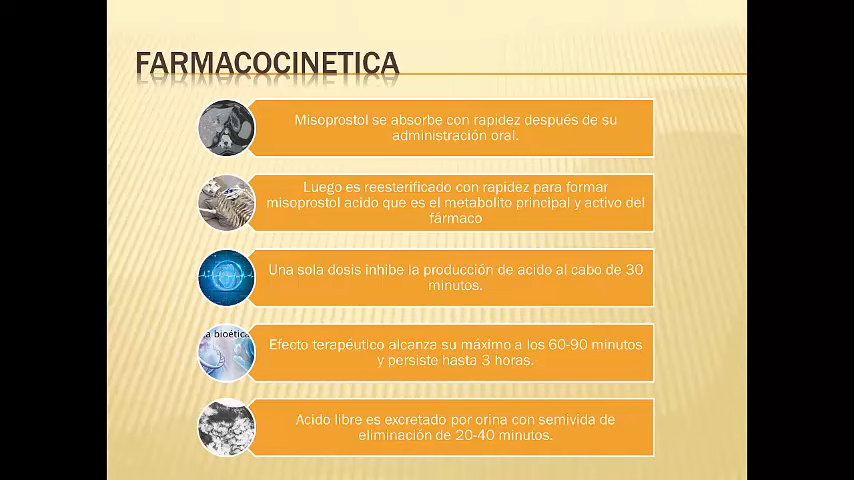 FARMACOCINETICA
Misoprostol se absorbe con rapidez después de su
administración oral.
Luego es reesterificado con rapidez para formar
misoprostol acido que es el metabolito principal y activo del
fármaco
Una sola dosis inhibe la producción de acido al cabo de 30
minutos.
a bioética
Efecto terapéutico alcanza su máximo a los 60-90 minutos
y persiste hasta 3 horas.
Acido libre es excretado por orina con semivida de
eliminación de 20-40 minutos.